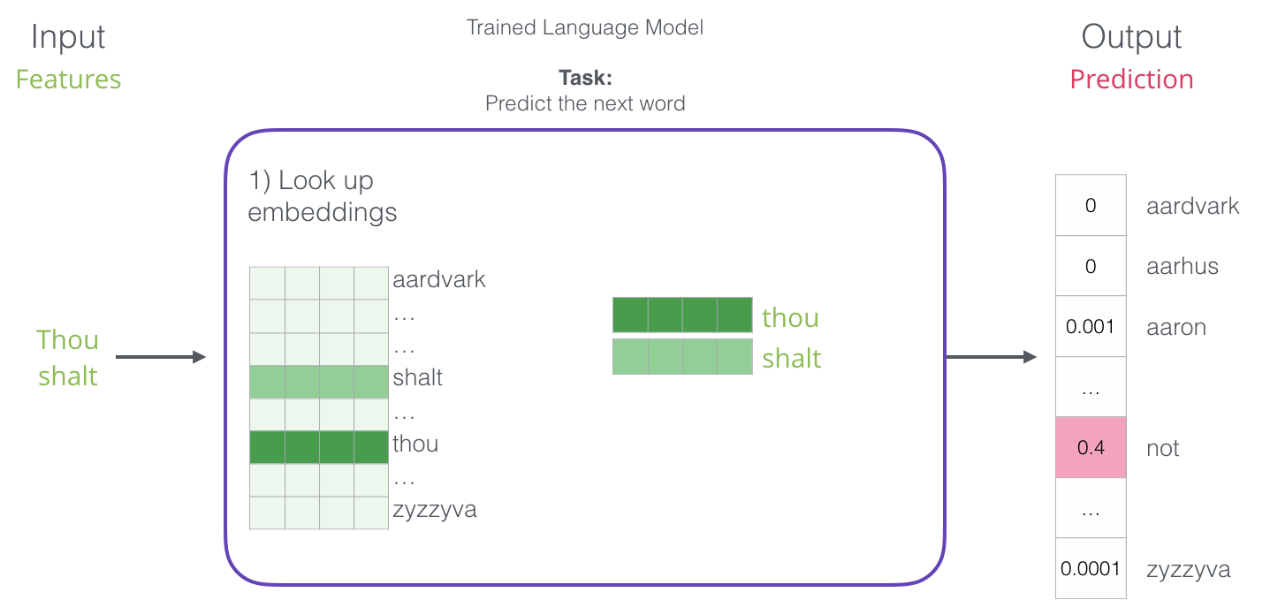 Input
Features
Trained Language Model
Task:
Predict the next word
Output
Prediction
Thou
shalt
1) Look up
embeddings
aardvark
...
...
shalt
...
thou
...
zyzzyva
thou
shalt
0 aardvark
0 aarhus
0.001 aaron
...
0.4 not
...
0.0001 zyzzyva